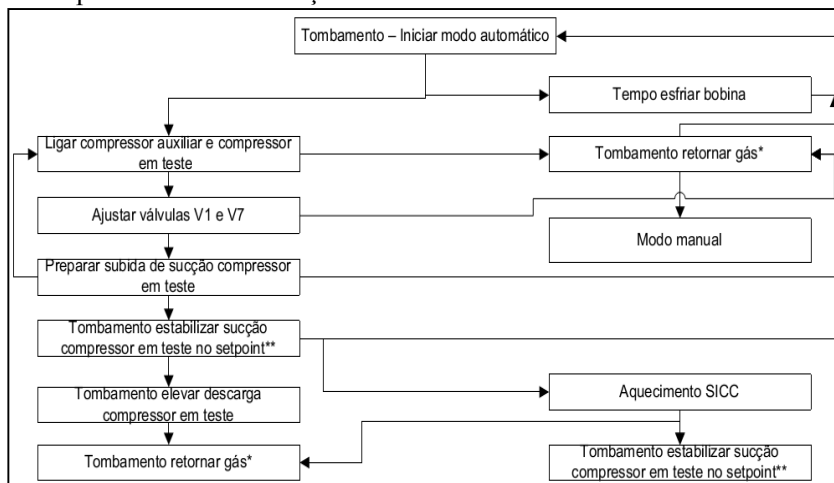 Tombamento – Iniciar modo automático
Tempo esfriar bobina
Ligar compressor auxiliar e compressor
em teste
Tombamento retornar gás*
Ajustar válvulas V1 e V7
Modo manual
Preparar subida de sucção compressor
em teste
Tombamento estabilizar sucção
compressor em teste no setpoint**
Tombamento elevar descarga
compressor em teste
Aquecimento SICC
Tombamento retornar gás*
Tombamento estabilizar sucção
compressor em teste no setpoint**